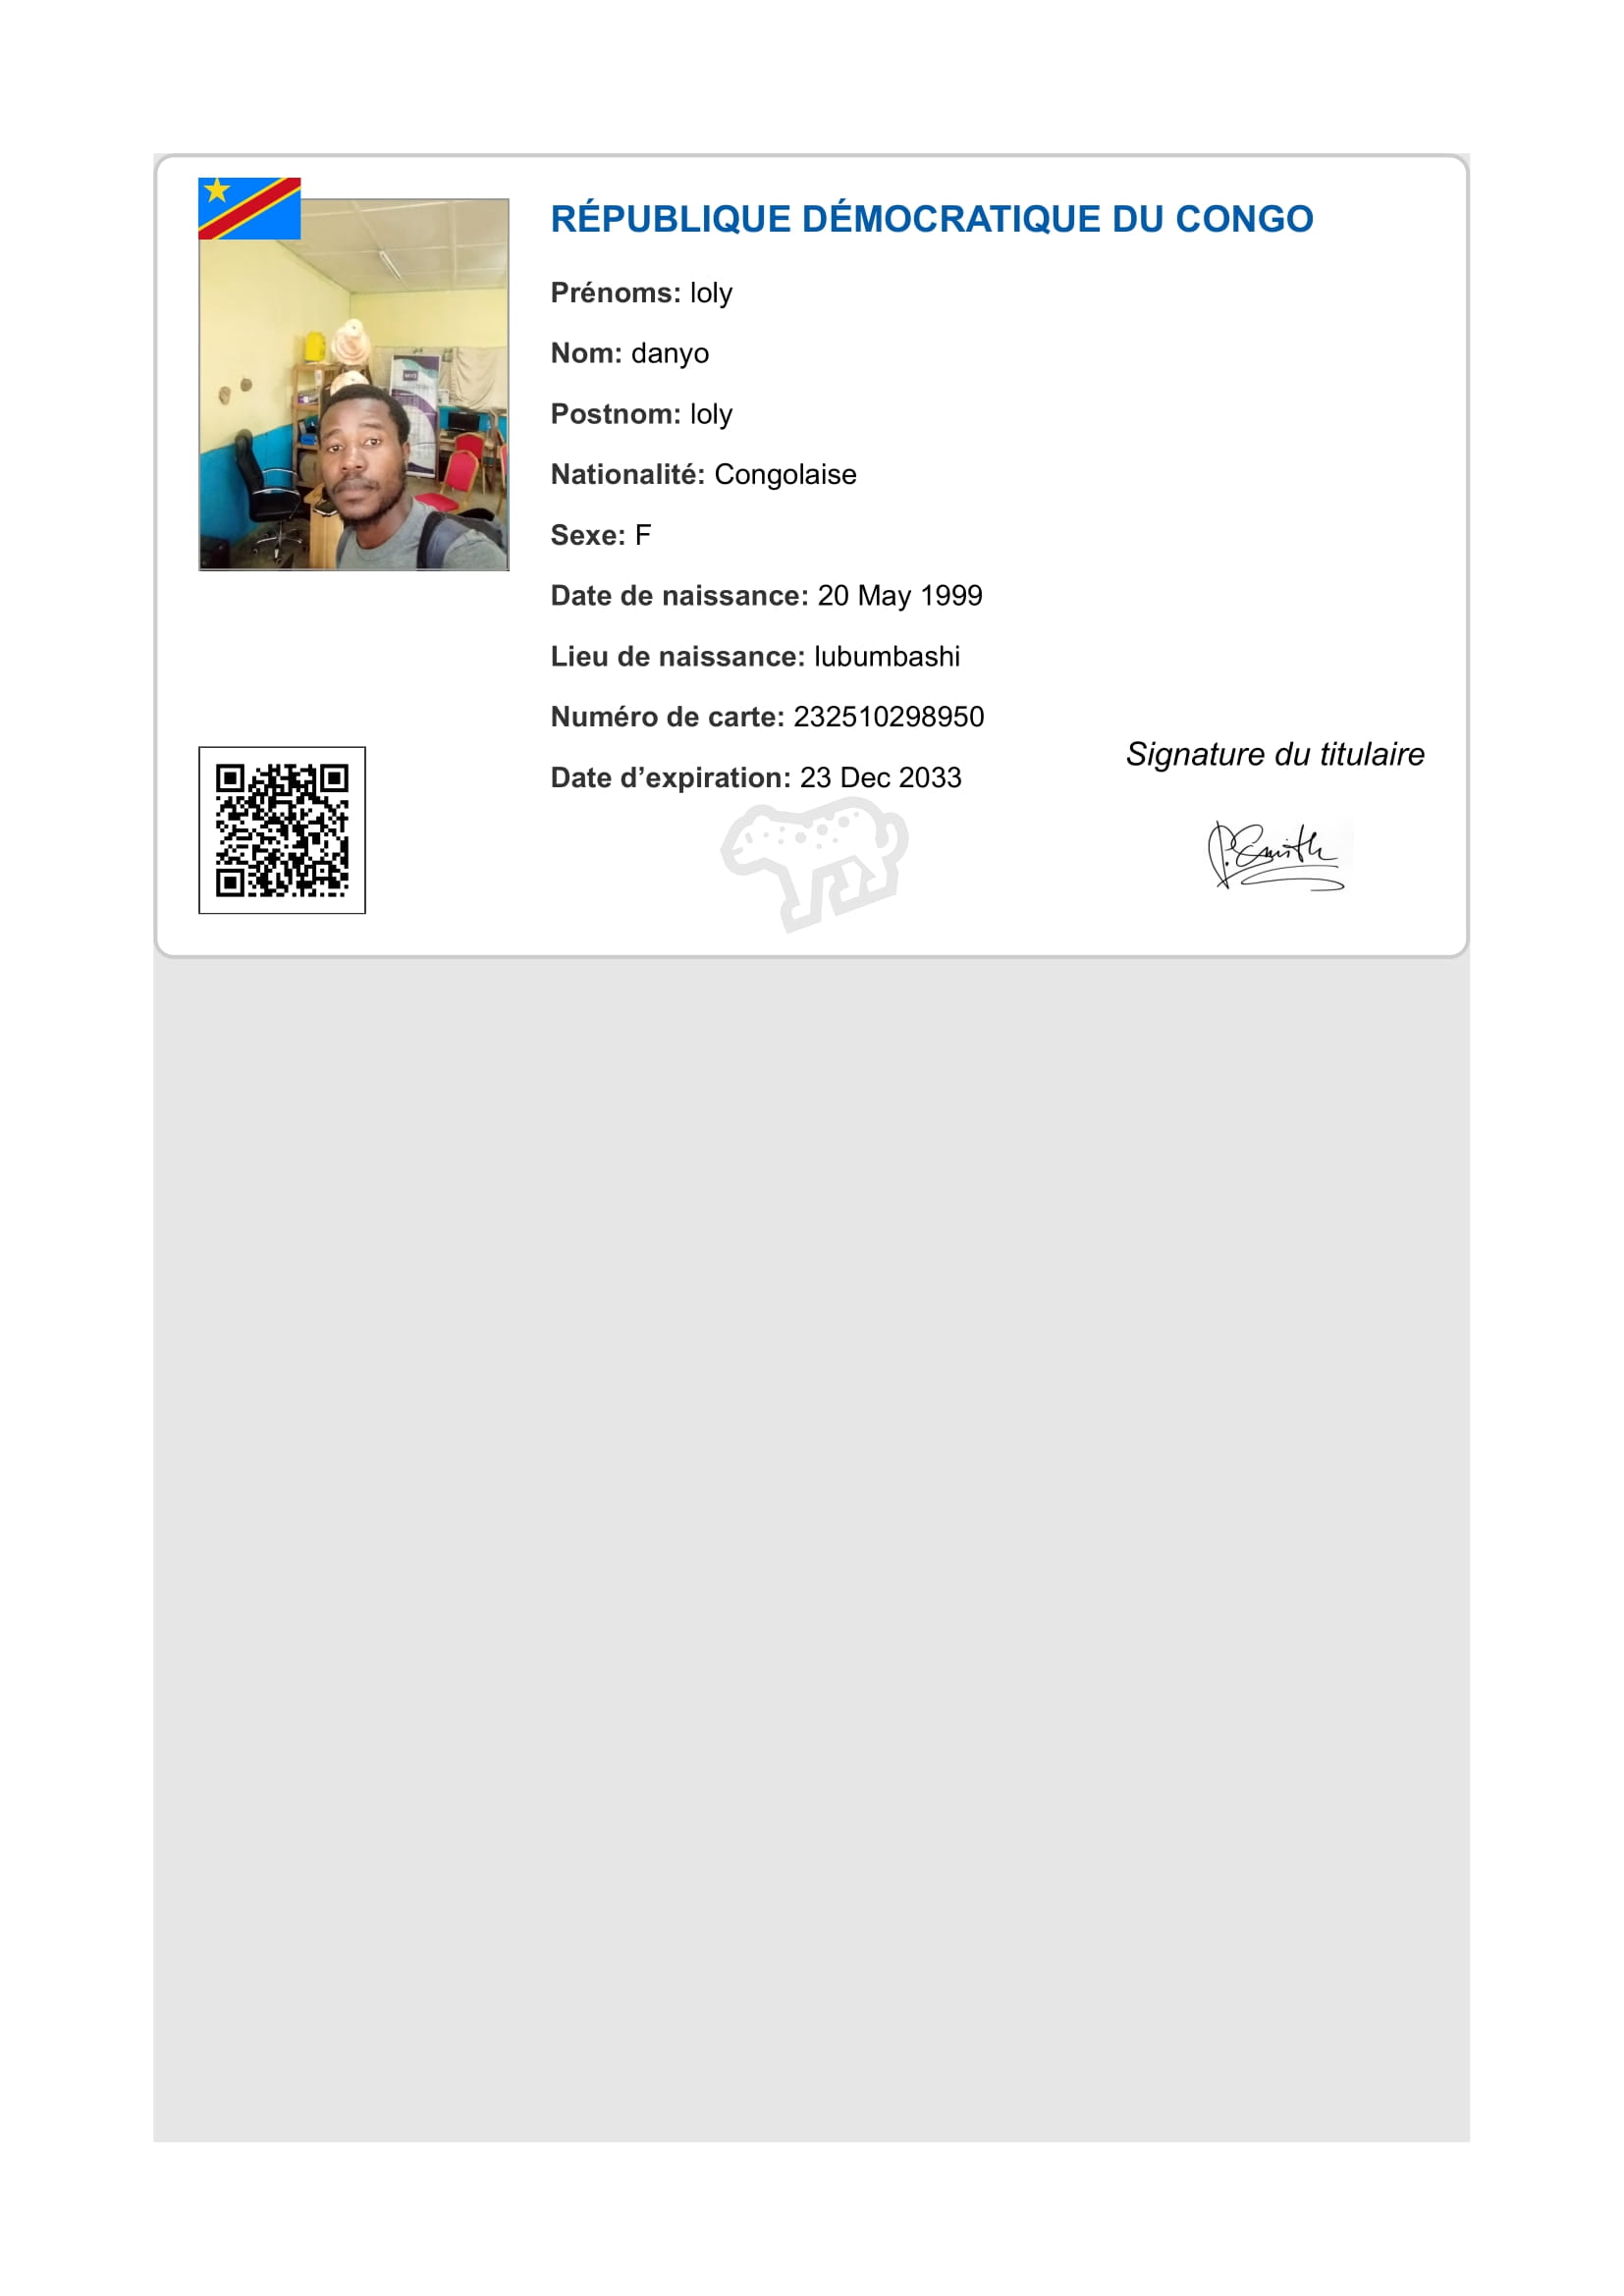 RÉPUBLIQUE DÉMOCRATIQUE DU CONGO
Prénoms: loly
Nom: danyo
Postnom: loly
Nationalité: Congolaise
Sexe: F
Date de naissance: 20 May 1999
Lieu de naissance: lubumbashi
Numéro de carte: 232510298950
Date d’expiration: 23 Dec 2033
Signature du titulaire
P.Smith